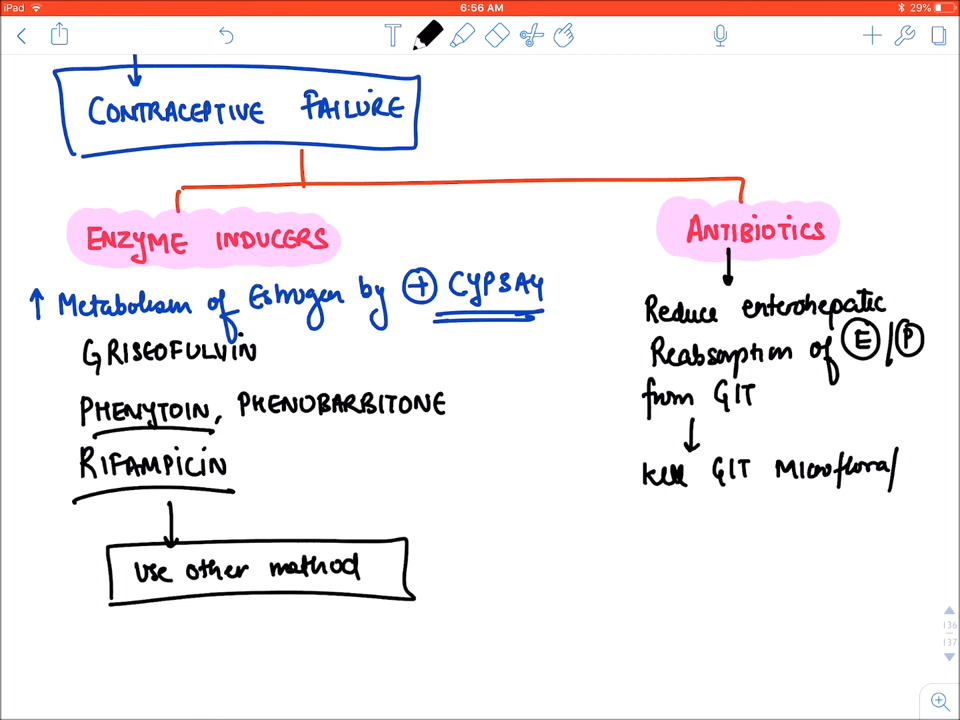 iPad 6:56 AM 29%
T
CONTRACEPTIVE FAILURE
ENZYME INDUCERS
↑ Metabolism of Estrogen by + CYP3A4
GRISEOFULVIN
PHENYTOIN, PHENOBARBITONE
RIFAMPICIN
Use other method
ANTIBIOTICS
Reduce enterohepatic
Reabsorption of E/P
from GIT
Kill GIT Microflora/
136
137